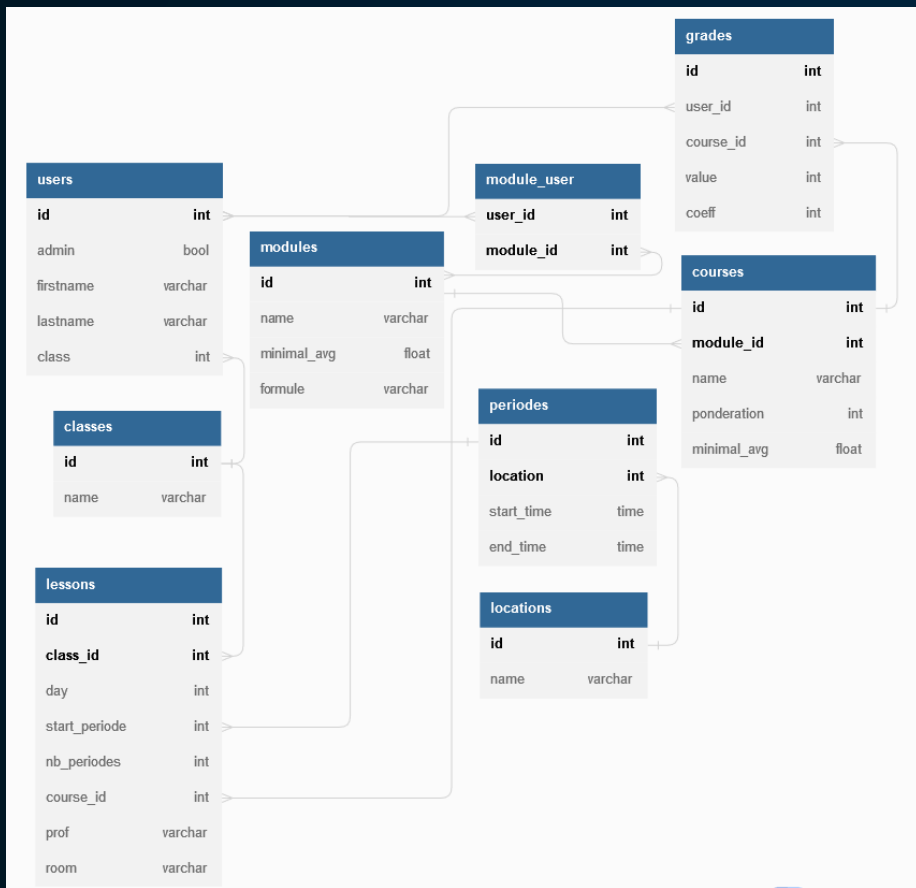 grades
id int
user_id int
course_id int
value int
coeff int
users
id int
admin bool
firstname varchar
lastname varchar
class int
module_user
user_id int
module_id int
modules
id int
name varchar
minimal_avg float
formule varchar
courses
id int
module_id int
name varchar
ponderation int
minimal_avg float
periodes
id int
location int
start_time time
end_time time
classes
id int
name varchar
lessons
id int
class_id int
day int
start_periode int
nb_periodes int
course_id int
prof varchar
room varchar
locations
id int
name varchar